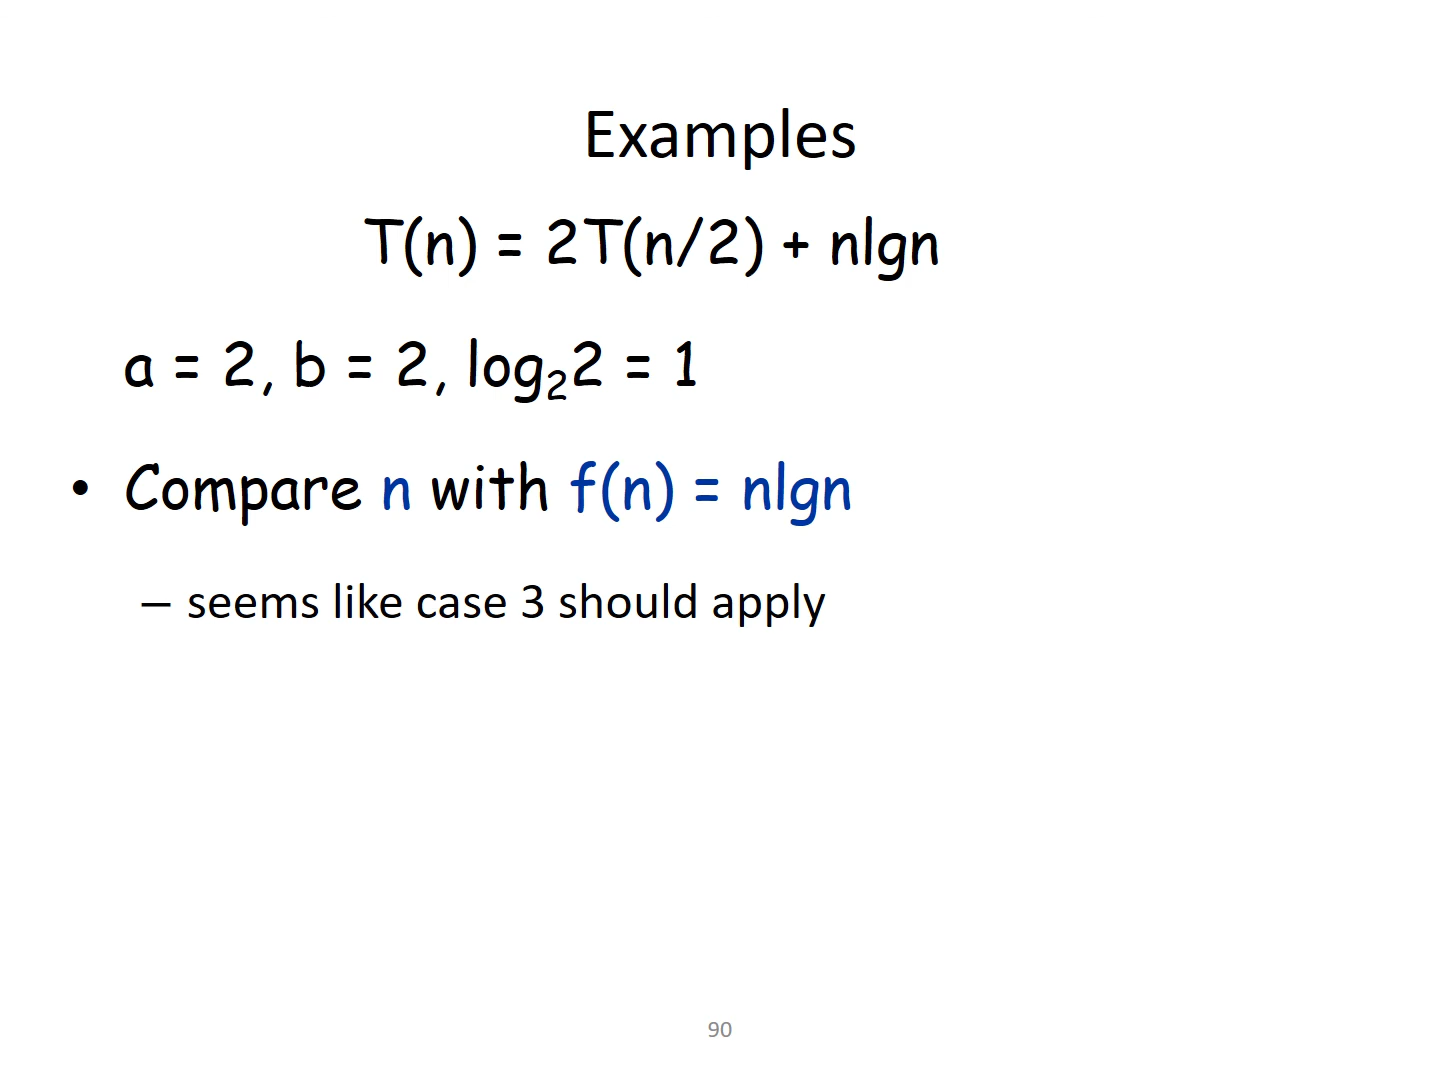 Examples
T(n) = 2T(n/2) + nlgn
a = 2, b = 2, log₂2 = 1
• Compare n with f(n) = nlgn
– seems like case 3 should apply
90